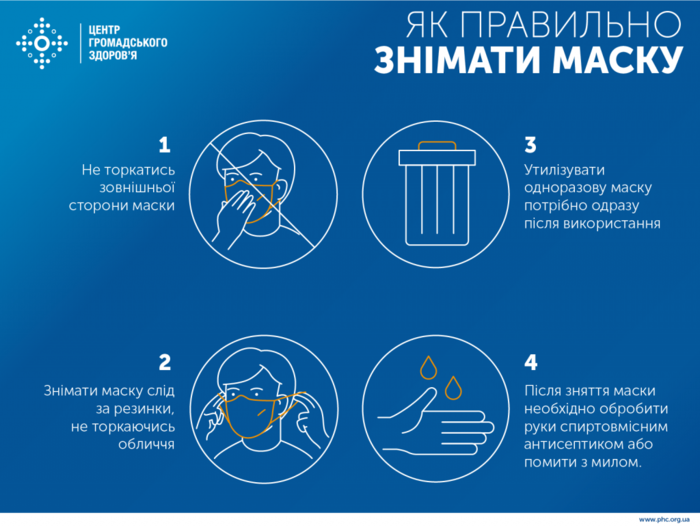 ЦЕНТР
ГРОМАДСЬКОГО
ЗДОРОВ'Я
ЯК ПРАВИЛЬНО
ЗНІМАТИ МАСКУ
1
Не торкатись
зовнішньої
сторони маски
2
Знімати маску слід
за резинки,
не торкаючись
обличчя
3
Утилізувати
одноразову маску
потрібно одразу
після використання
4
Після зняття маски
необхідно обробити
руки спиртовмісним
антисептиком або
помити з милом.
www.phc.org.ua